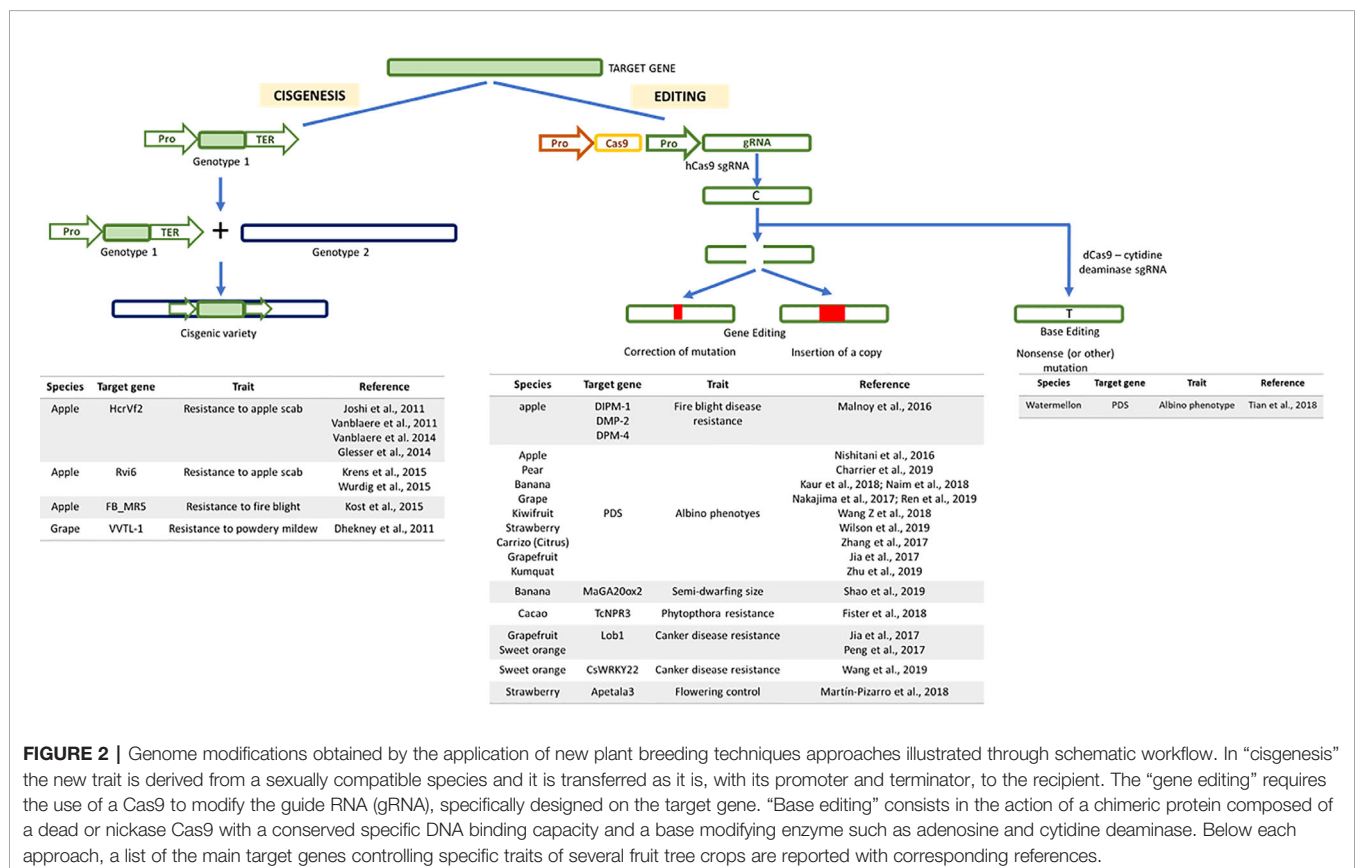 TARGET GENE
CISGENESIS
EDITING
Pro
TER
Genotype 1
Pro
Cas9
Pro
gRNA
hCas9 sgRNA
C
Pro
TER
+
Genotype 1
Genotype 2
dCas9 – cytidine
deaminase sgRNA
Cisgenic variety
Gene Editing
Correction of mutation
Insertion of a copy
T
Base Editing
Nonsense (or other)
mutation
Species Target gene Trait Reference
Apple HcrVf2 Resistance to apple scab Joshi et al., 2011
Vanblaere et al., 2011
Vanblaere et al. 2014
Glesser et al., 2014
Apple Rvi6 Resistance to apple scab Krens et al., 2015
Wurdig et al., 2015
Apple FB_MR5 Resistance to fire blight Kost et al., 2015
Grape VVTL-1 Resistance to powdery mildew Dhekney et al., 2011
Species Target gene Trait Reference
apple DIPM-1 Fire blight disease Malnoy et al., 2016
DMP-2 resistance
DPM-4
Apple Nishitani et al., 2016
Pear Charrier et al., 2019
Banana Kaur et al., 2018; Naim et al., 2018
Grape Nakajima et al., 2017; Ren et al., 2019
Kiwifruit PDS Albino phenotyes Wang Z et al., 2018
Strawberry Wilson et al., 2019
Carrizo (Citrus) Zhang et al., 2017
Grapefruit Jia et al., 2017
Kumquat Zhu et al., 2019
Banana MaGA20ox2 Semi-dwarfing size Shao et al., 2019
Cacao TcNPR3 Phytopthora resistance Fister et al., 2018
Grapefruit Lob1 Canker disease resistance Jia et al., 2017
Sweet orange Peng et al., 2017
Sweet orange CsWRKY22 Canker disease resistance Wang et al., 2019
Strawberry Apetala3 Flowering control Martín-Pizarro et al., 2018
Species Target gene Trait Reference
Watermellon PDS Albino phenotype Tian et al., 2018
FIGURE 2 | Genome modifications obtained by the application of new plant breeding techniques approaches illustrated through schematic workflow. In “cisgenesis”
the new trait is derived from a sexually compatible species and it is transferred as it is, with its promoter and terminator, to the recipient. The “gene editing” requires
the use of a Cas9 to modify the guide RNA (gRNA), specifically designed on the target gene. “Base editing” consists in the action of a chimeric protein composed of
a dead or nickase Cas9 with a conserved specific DNA binding capacity and a base modifying enzyme such as adenosine and cytidine deaminase. Below each
approach, a list of the main target genes controlling specific traits of several fruit tree crops are reported with corresponding references.